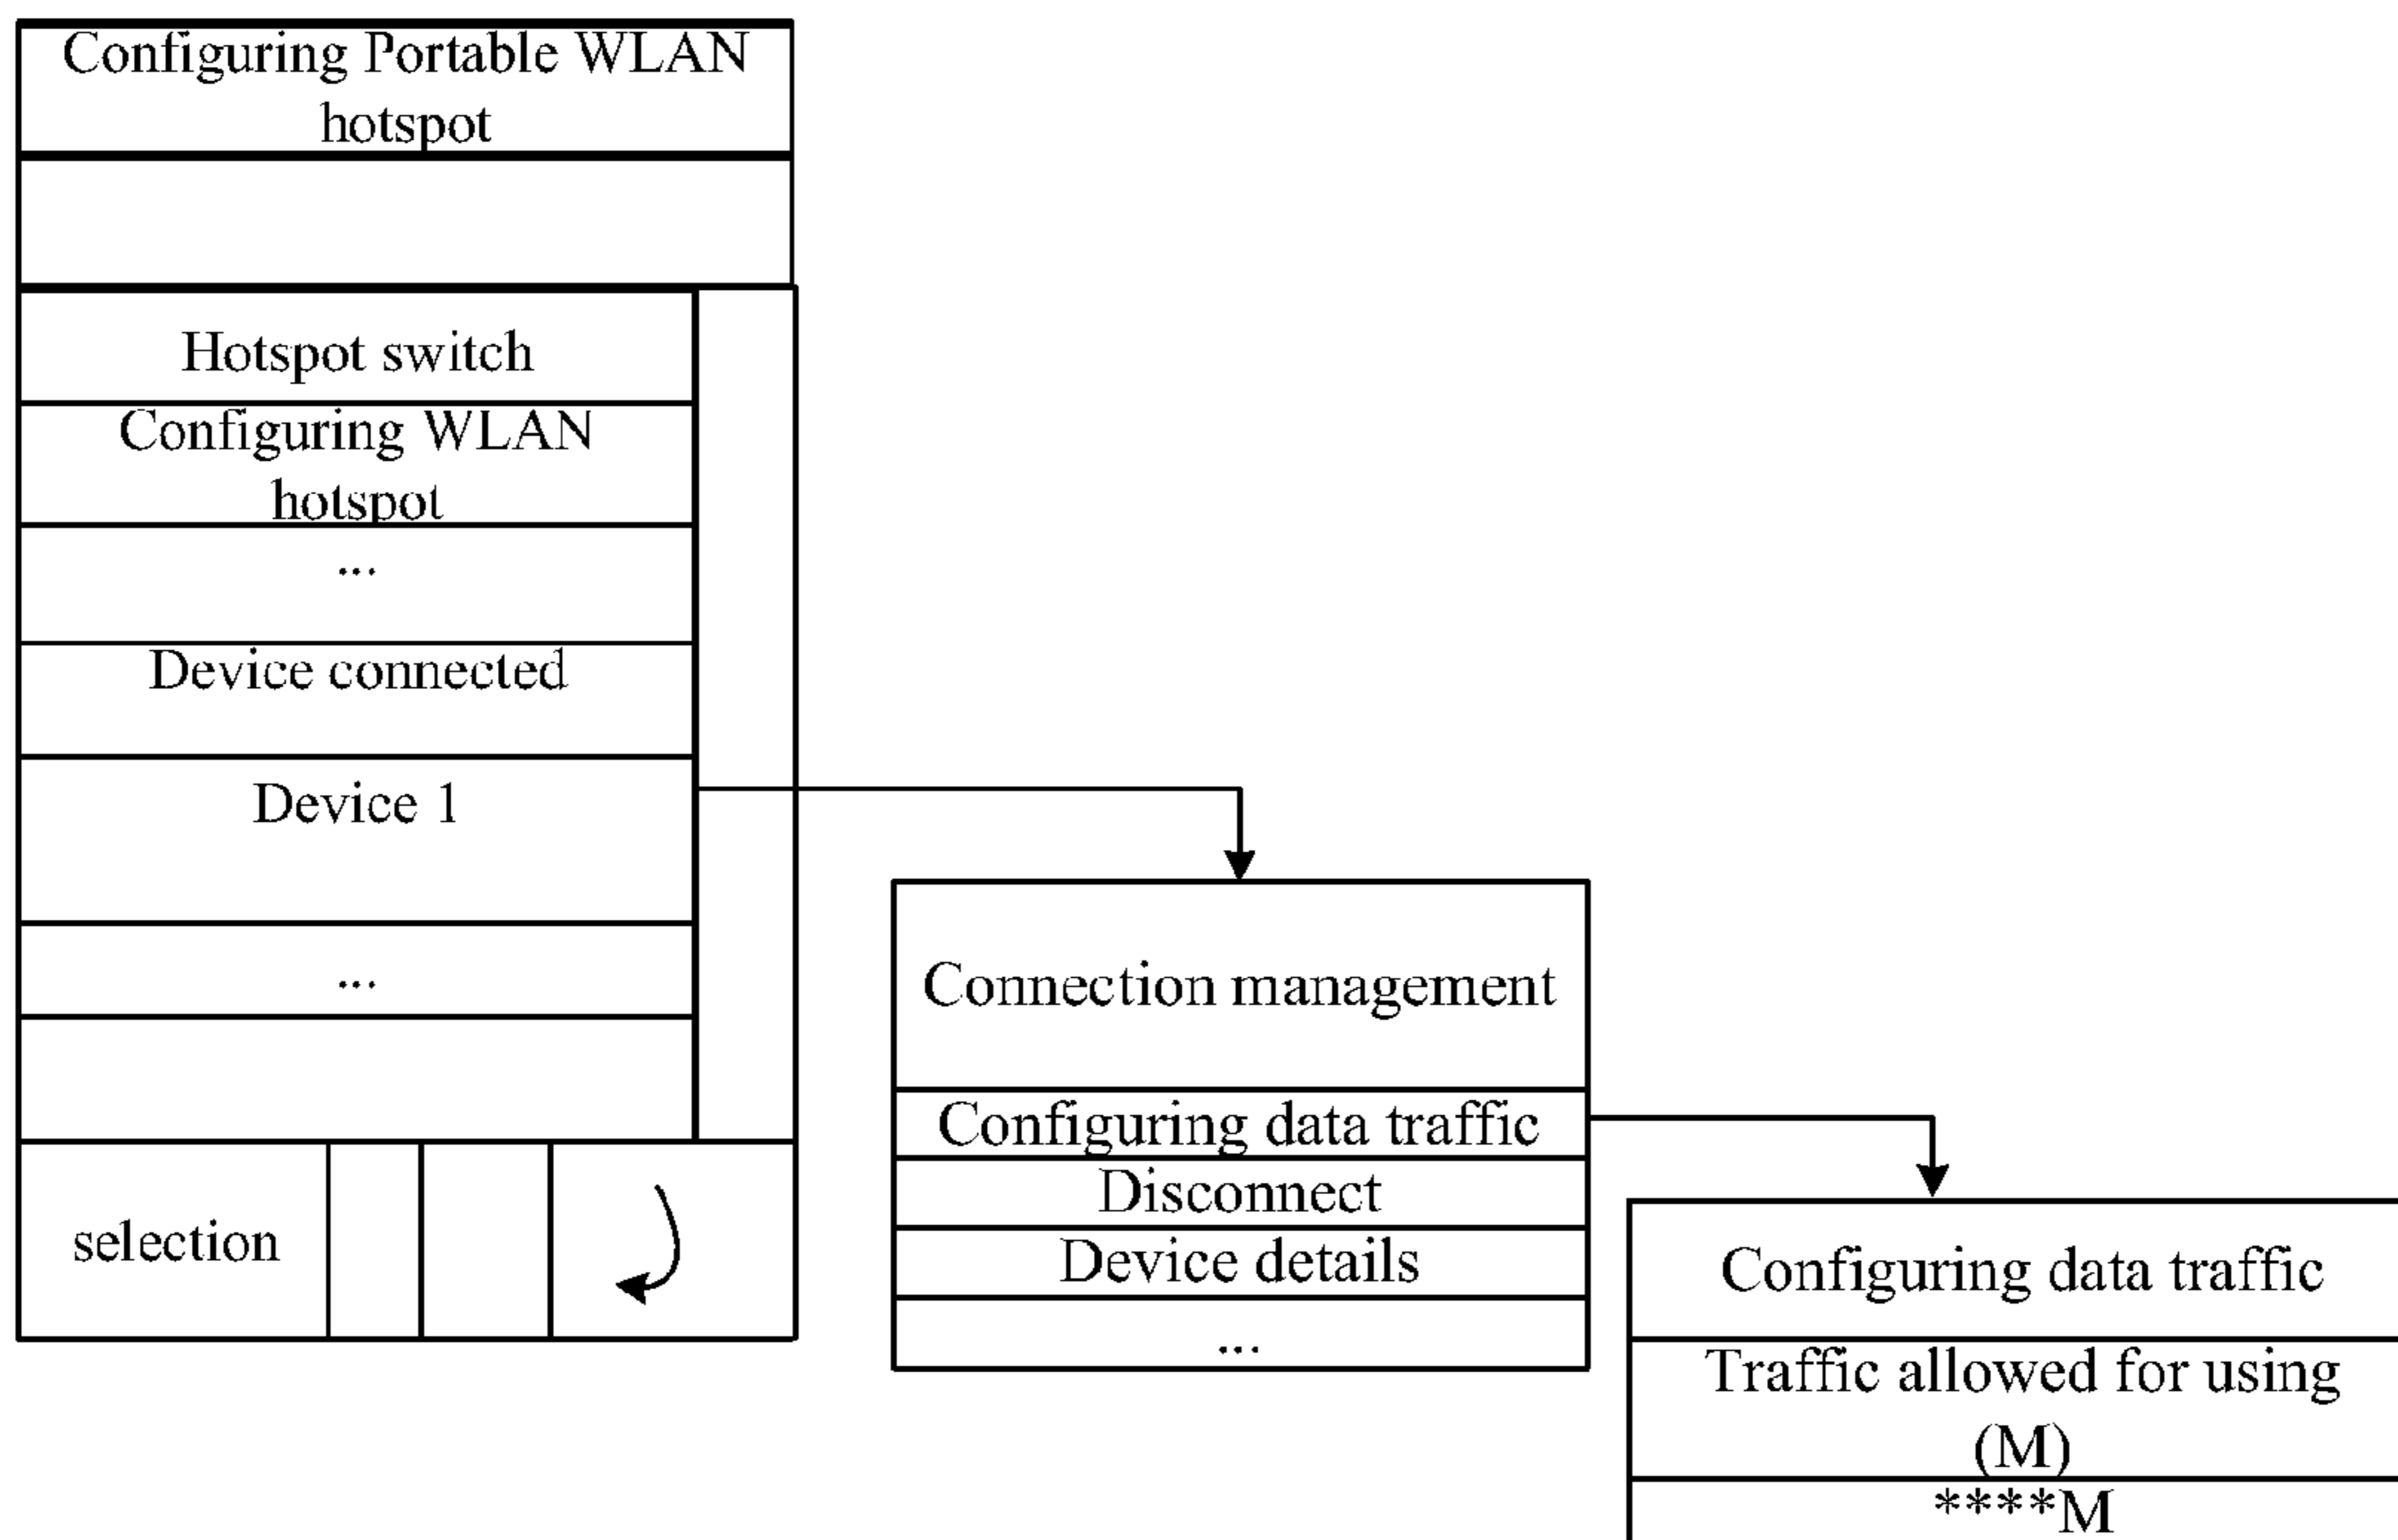 Configuring Portable WLAN
hotspot
Hotspot switch
Configuring WLAN
hotspot
...
Device connected
Device 1
...
selection
Connection management
Configuring data traffic
Disconnect
Device details
...
Configuring data traffic
Traffic allowed for using
(M)
****M